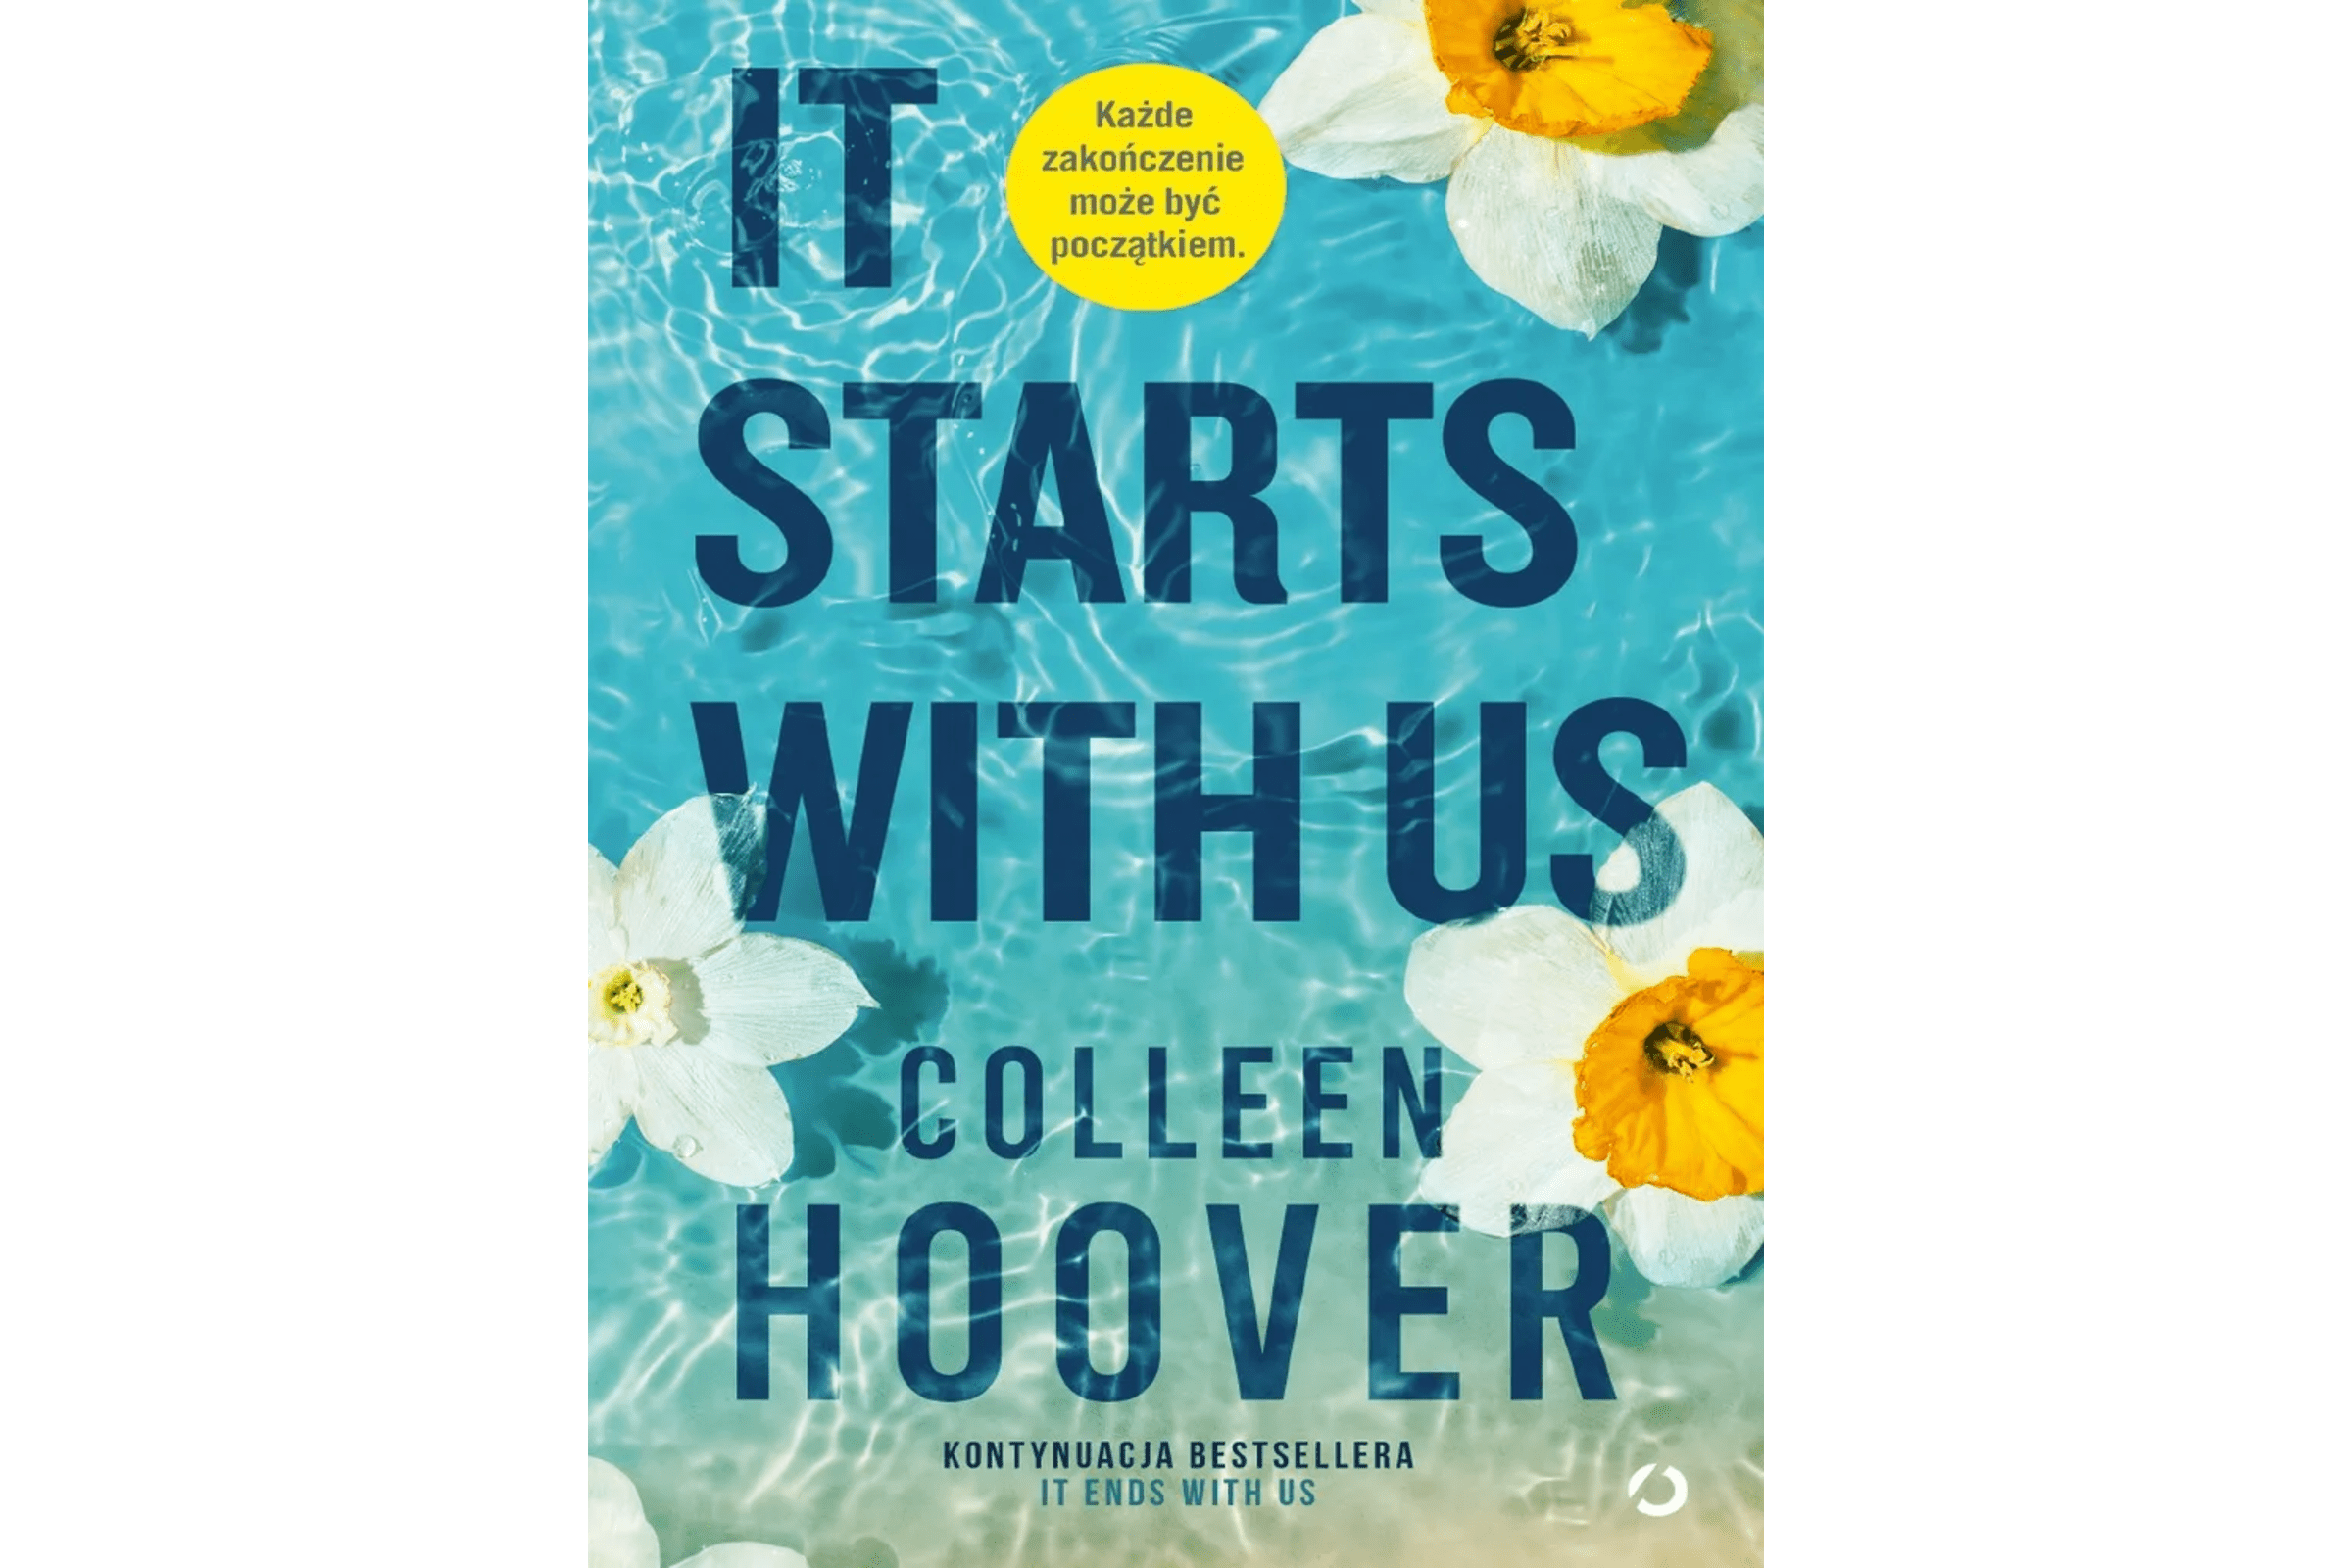 IT
Każde
zakończenie
może być
początkiem.
STARTS
WITH US
COLLEEN
HOOVER
KONTYNUACJA BESTSELLERA
IT ENDS WITH US